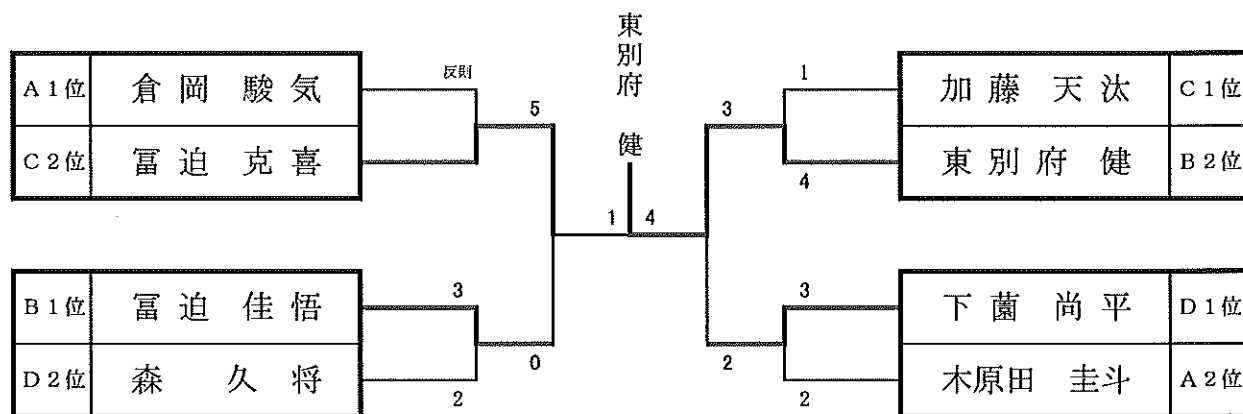 東別府 健
A1位 倉岡 駿気
C2位 冨迫 克喜
B1位 冨迫 佳悟
D2位 森 久将
反則
5
3
0
2
1 4
1
3
4
3
2
2
加藤 天汰 C1位
東別府 健 B2位
下薗 尚平 D1位
木原田 圭斗 A2位